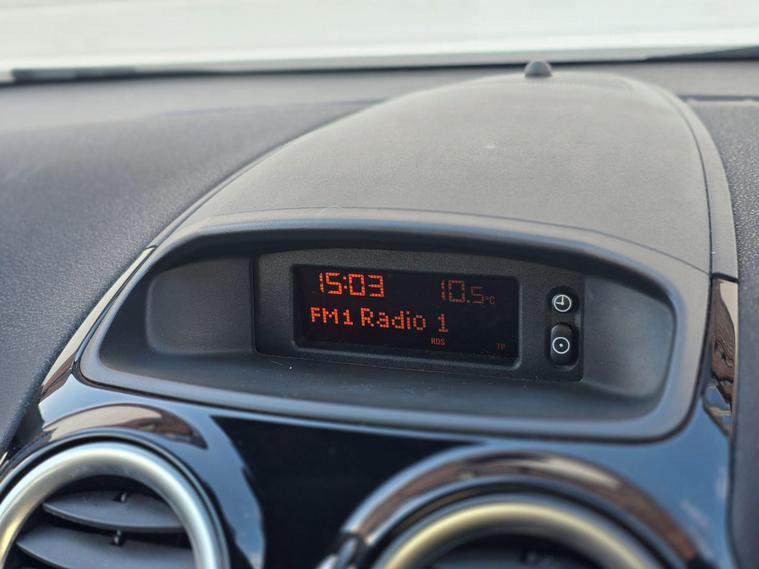 15:03 10.5°C
FM1 Radio 1
RDS TP